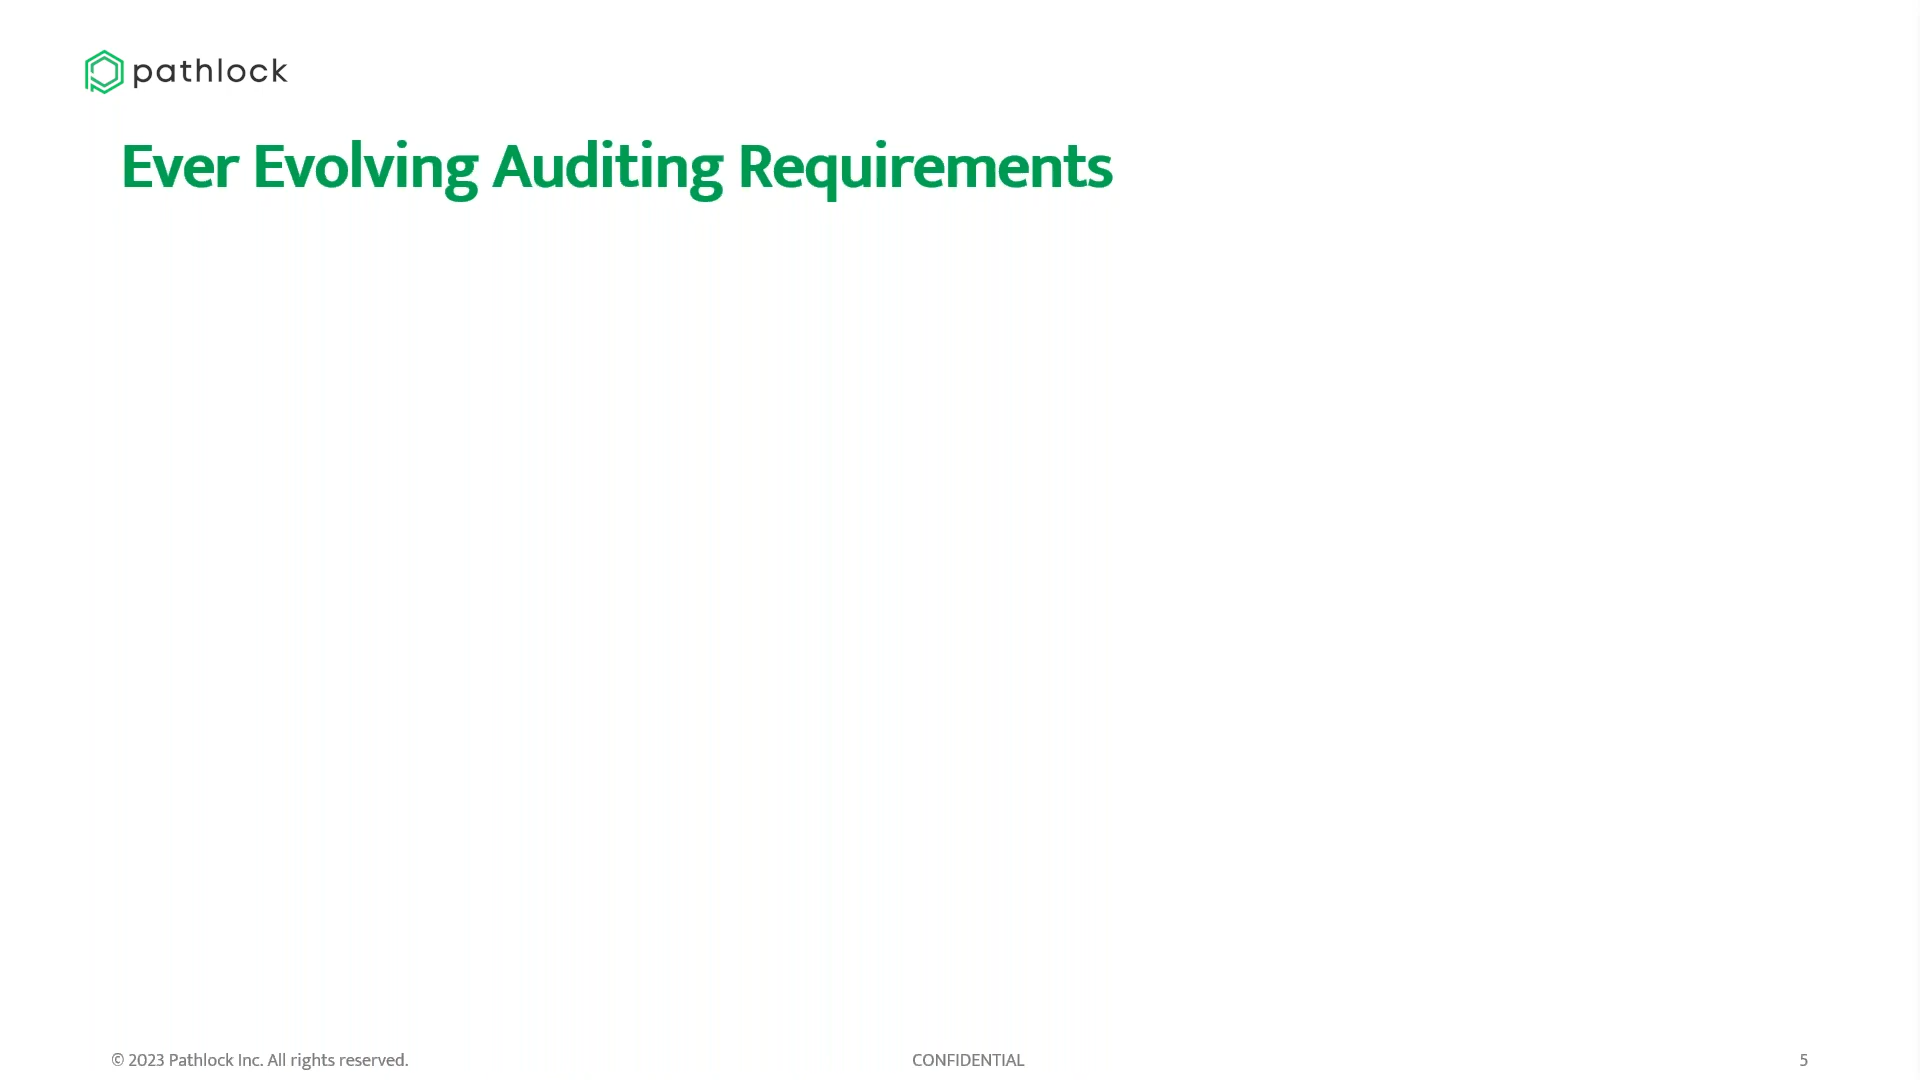 pathlock
Ever Evolving Auditing Requirements
© 2023 Pathlock Inc. All rights reserved.
CONFIDENTIAL
5